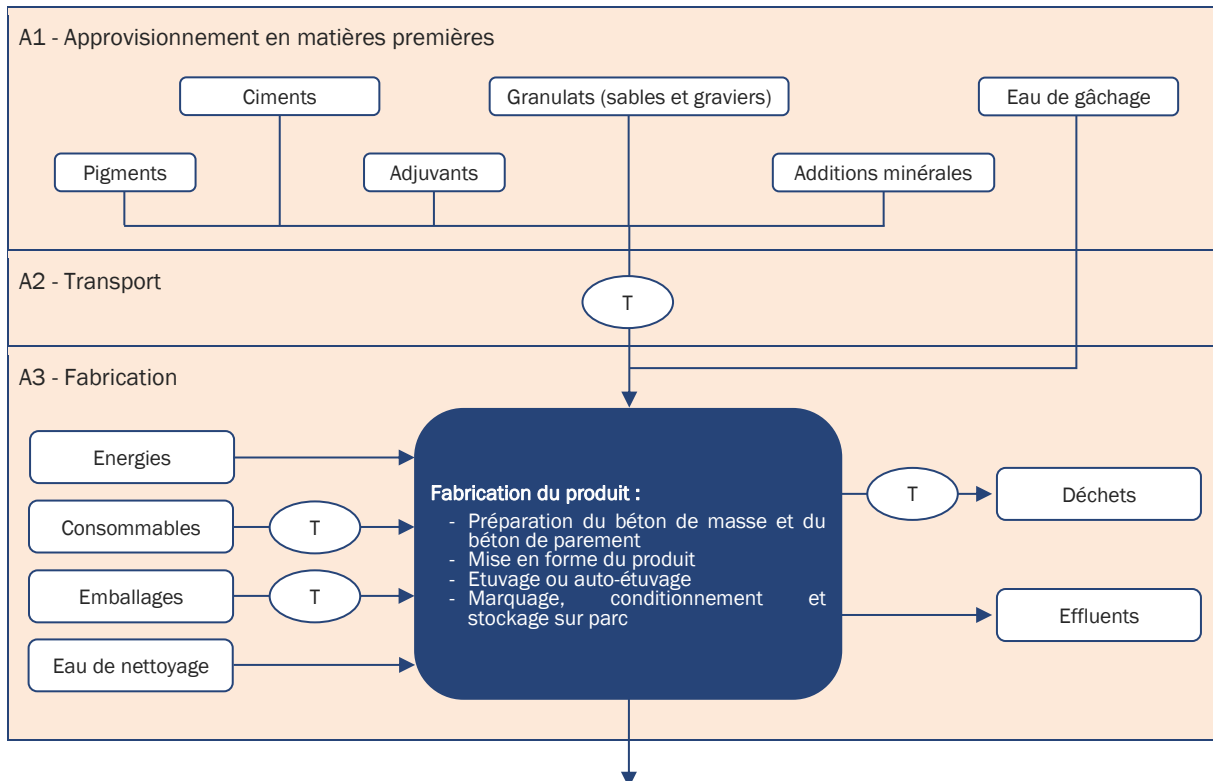 A1 - Approvisionnement en matières premières
Ciments
Granulats (sables et graviers)
Eau de gâchage
Pigments
Adjuvants
Additions minérales
A2 - Transport
T
A3 - Fabrication
Energies
Consommables
T
Emballages
T
Eau de nettoyage
Fabrication du produit :
- Préparation du béton de masse et du
béton de parement
- Mise en forme du produit
- Etuvage ou auto-étuvage
- Marquage, conditionnement et
stockage sur parc
T
Déchets
Effluents